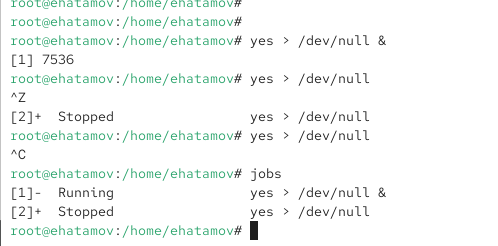 root@ehatamov:/home/ehatamov#
root@ehatamov:/home/ehatamov#
root@ehatamov:/home/ehatamov# yes > /dev/null &
[1] 7536
root@ehatamov:/home/ehatamov# yes > /dev/null
^Z
[2]+  Stopped                 yes > /dev/null
root@ehatamov:/home/ehatamov# yes > /dev/null
^C
root@ehatamov:/home/ehatamov# jobs
[1]-  Running                 yes > /dev/null &
[2]+  Stopped                 yes > /dev/null
root@ehatamov:/home/ehatamov#